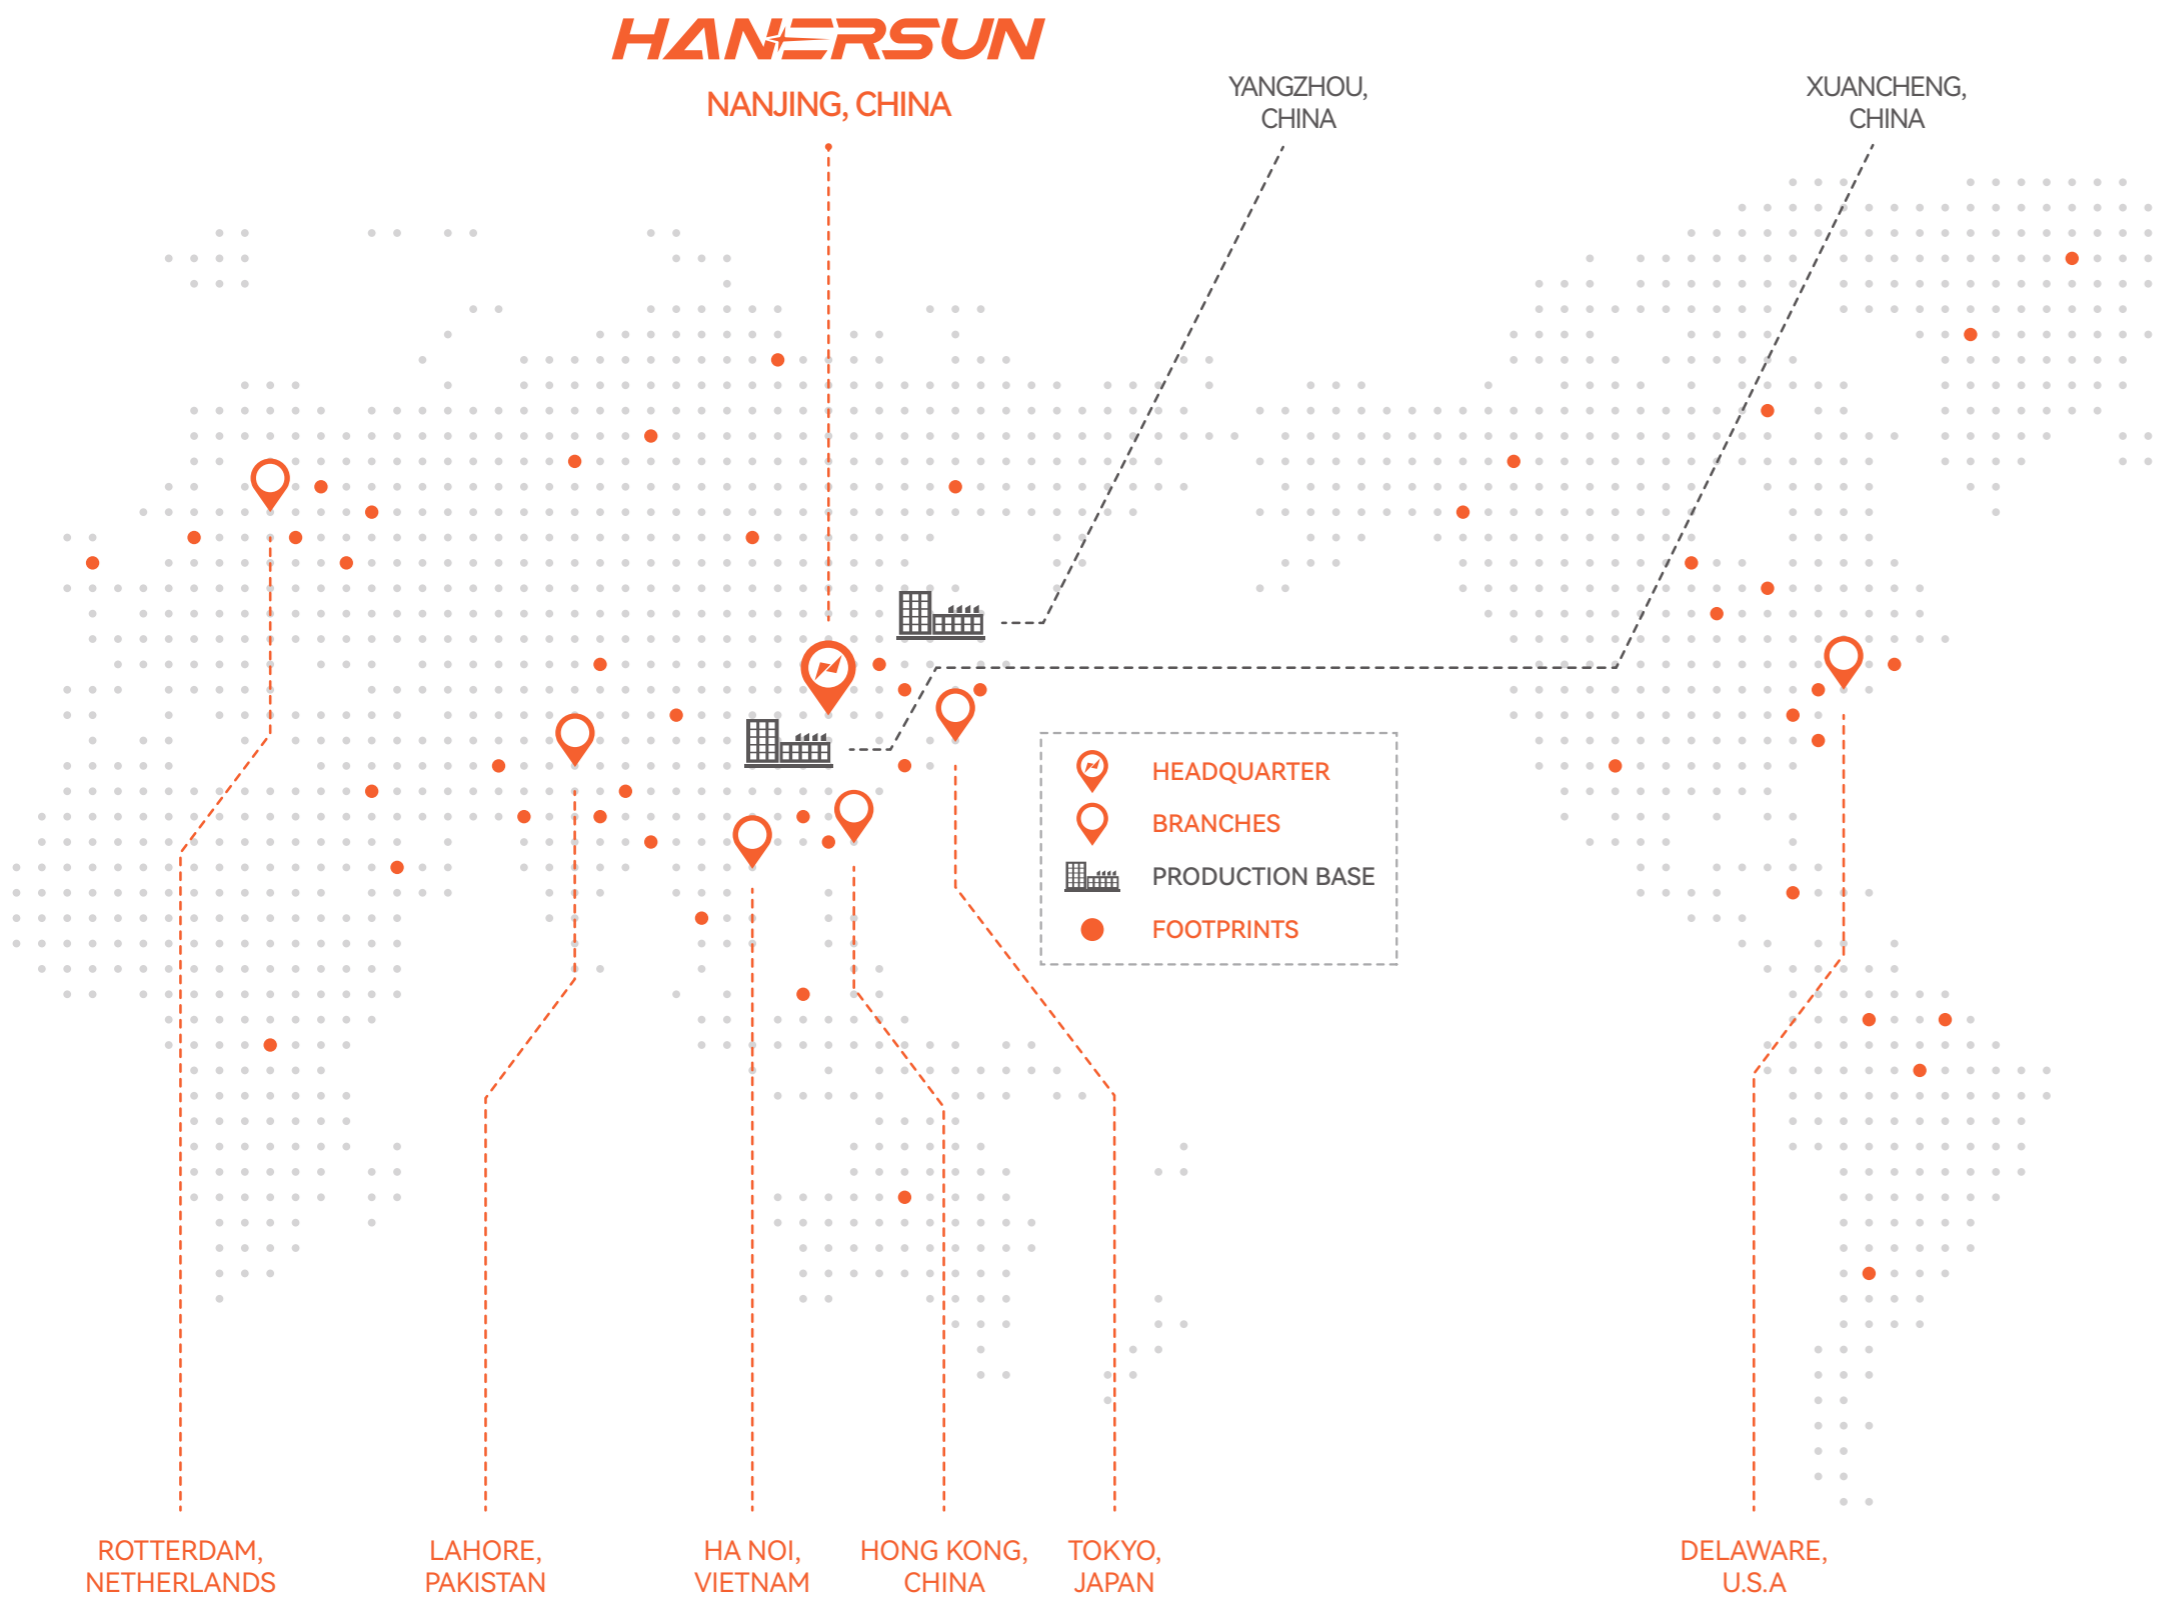 HANERSUN
NANJING, CHINA
YANGZHOU,
CHINA
XUANCHENG,
CHINA
HEADQUARTER
BRANCHES
PRODUCTION BASE
FOOTPRINTS
ROTTERDAM,
NETHERLANDS
LAHORE,
PAKISTAN
HA NOI,
VIETNAM
HONG KONG,
CHINA
TOKYO,
JAPAN
DELAWARE,
U.S.A